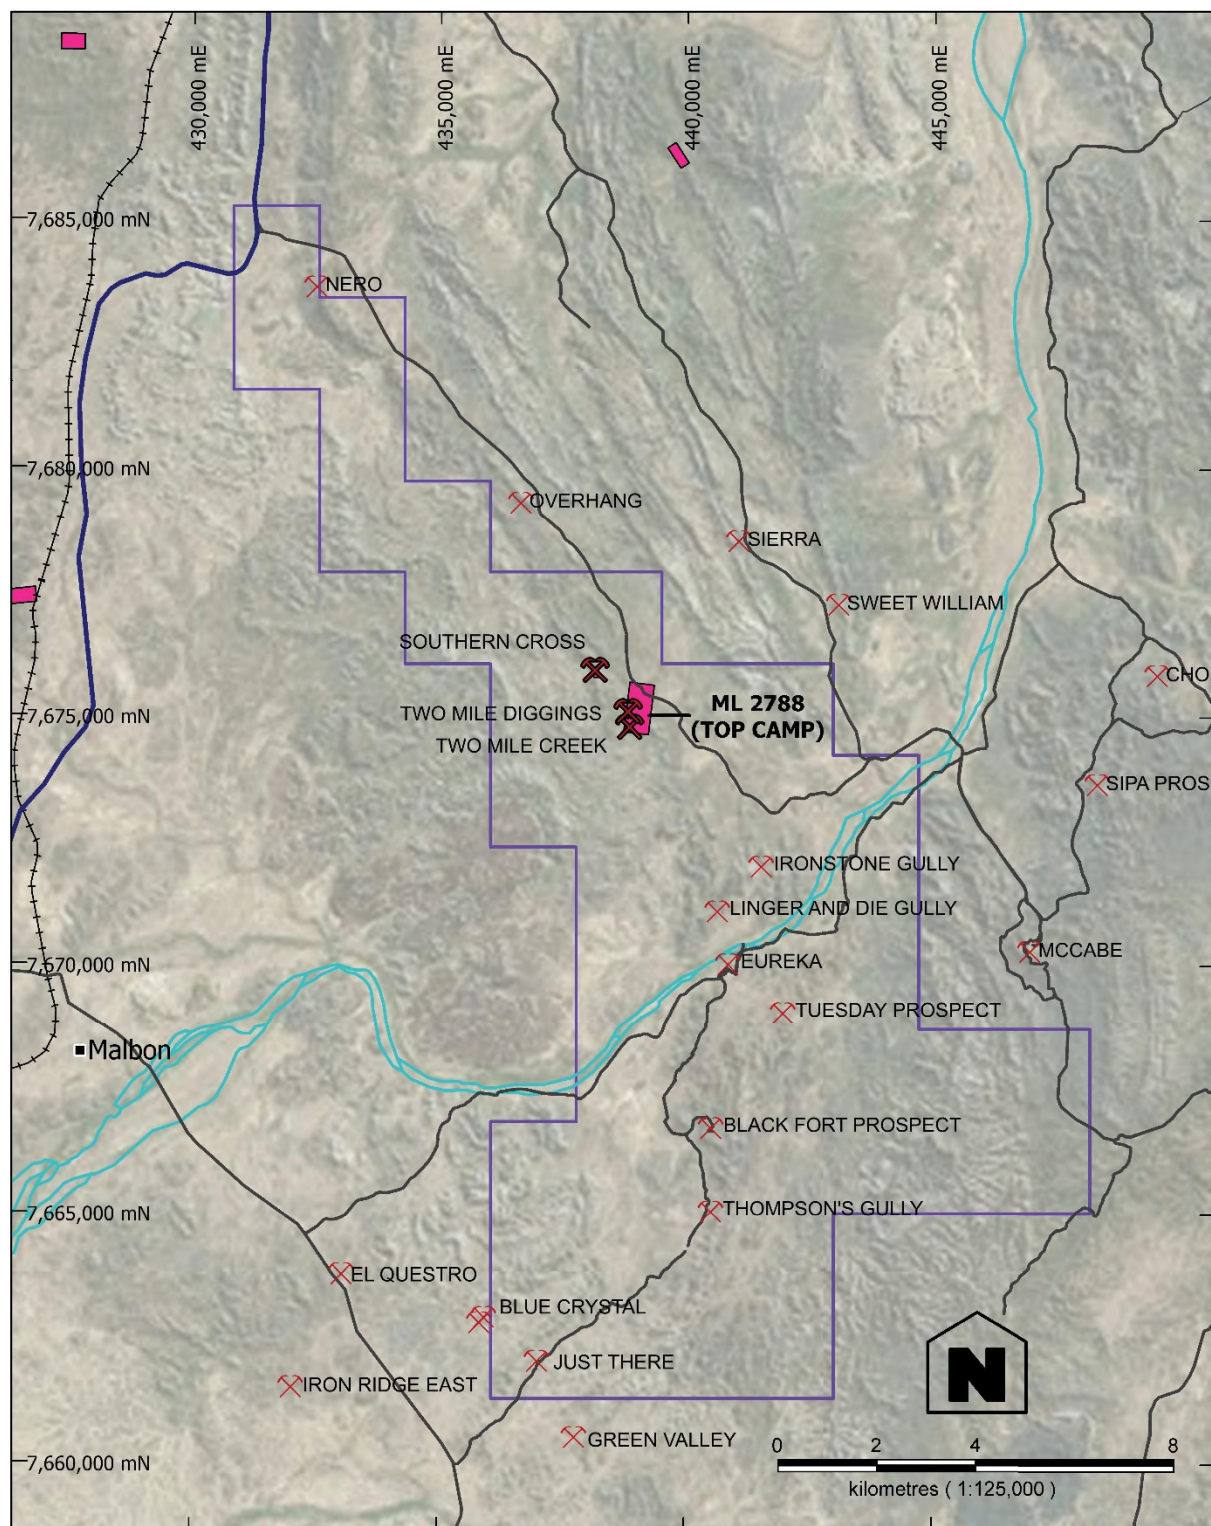 430,000 mE
435,000 mE
440,000 mE
445,000 mE
7,685,000 mN
NERO
7,680,000 mN
OVERHANG
SIERRA
SWEET WILLIAM
SOUTHERN CROSS
CHO
ML 2788
(TOP CAMP)
7,675,000 mN
TWO MILE DIGGINGS
TWO MILE CREEK
SIPA PROS
IRONSTONE GULLY
LINGER AND DIE GULLY
MCCABE
7,670,000 mN
EUREKA
TUESDAY PROSPECT
Malbon
BLACK FORT PROSPECT
7,665,000 mN
THOMPSON'S GULLY
EL QUESTRO
BLUE CRYSTAL
JUST THERE
IRON RIDGE EAST
N
GREEN VALLEY
7,660,000 mN
0 2 4 6 8
kilometres ( 1:125,000 )